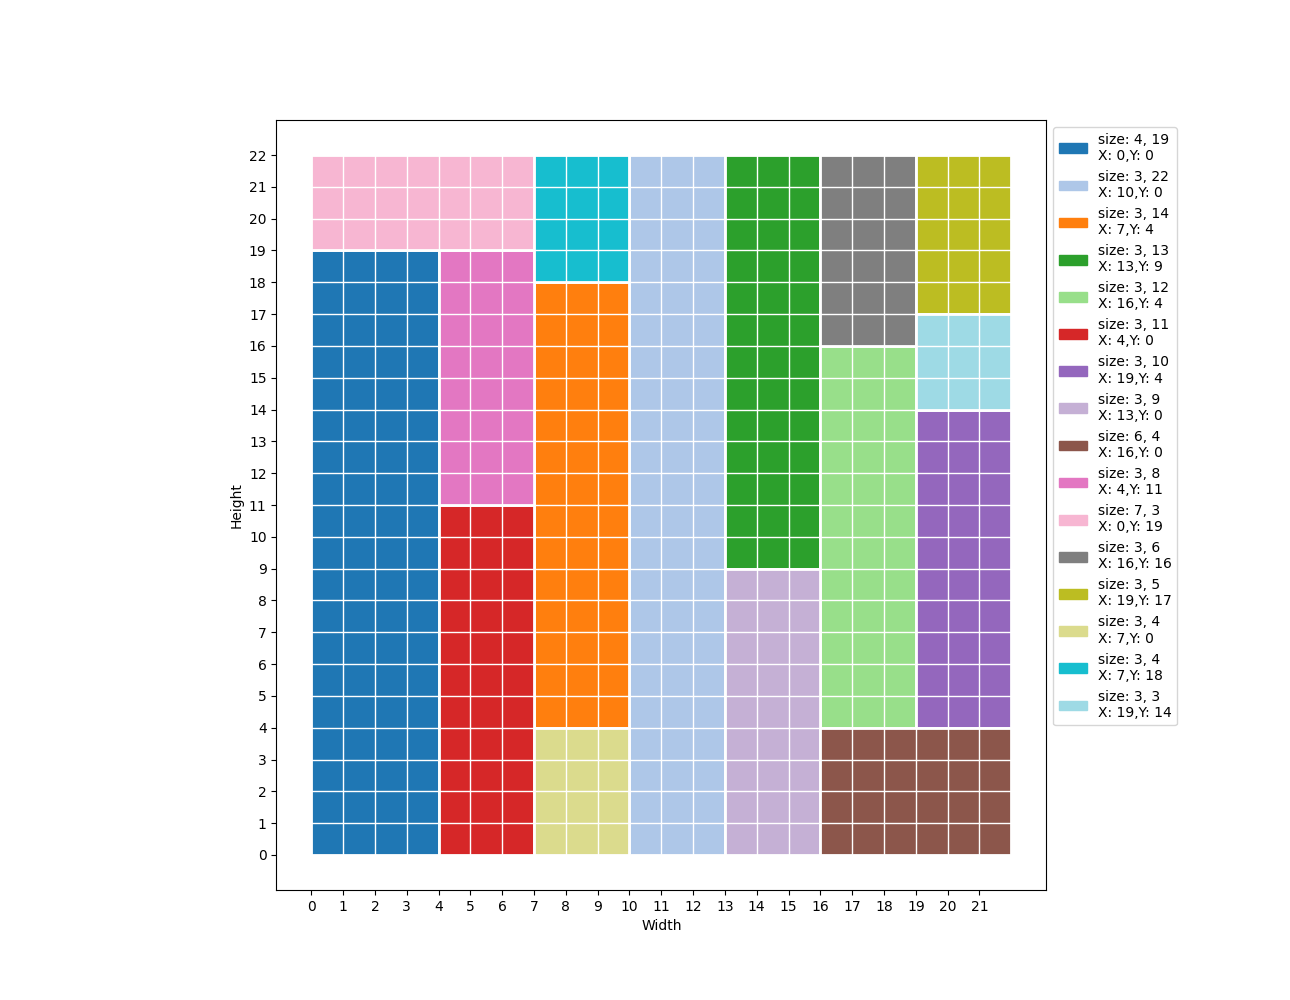 22
21
20
19
18
17
16
15
14
13
12
11
10
9
8
7
6
5
4
3
2
1
0
Height
0 1 2 3 4 5 6 7 8 9 10 11 12 13 14 15 16 17 18 19 20 21
Width
size: 4, 19
X: 0,Y: 0
size: 3, 22
X: 10,Y: 0
size: 3, 14
X: 7,Y: 4
size: 3, 13
X: 13,Y: 9
size: 3, 12
X: 16,Y: 4
size: 3, 11
X: 4,Y: 0
size: 3, 10
X: 19,Y: 4
size: 3, 9
X: 13,Y: 0
size: 6, 4
X: 16,Y: 0
size: 3, 8
X: 4,Y: 11
size: 7, 3
X: 0,Y: 19
size: 3, 6
X: 16,Y: 16
size: 3, 5
X: 19,Y: 17
size: 3, 4
X: 7,Y: 0
size: 3, 4
X: 7,Y: 18
size: 3, 3
X: 19,Y: 14